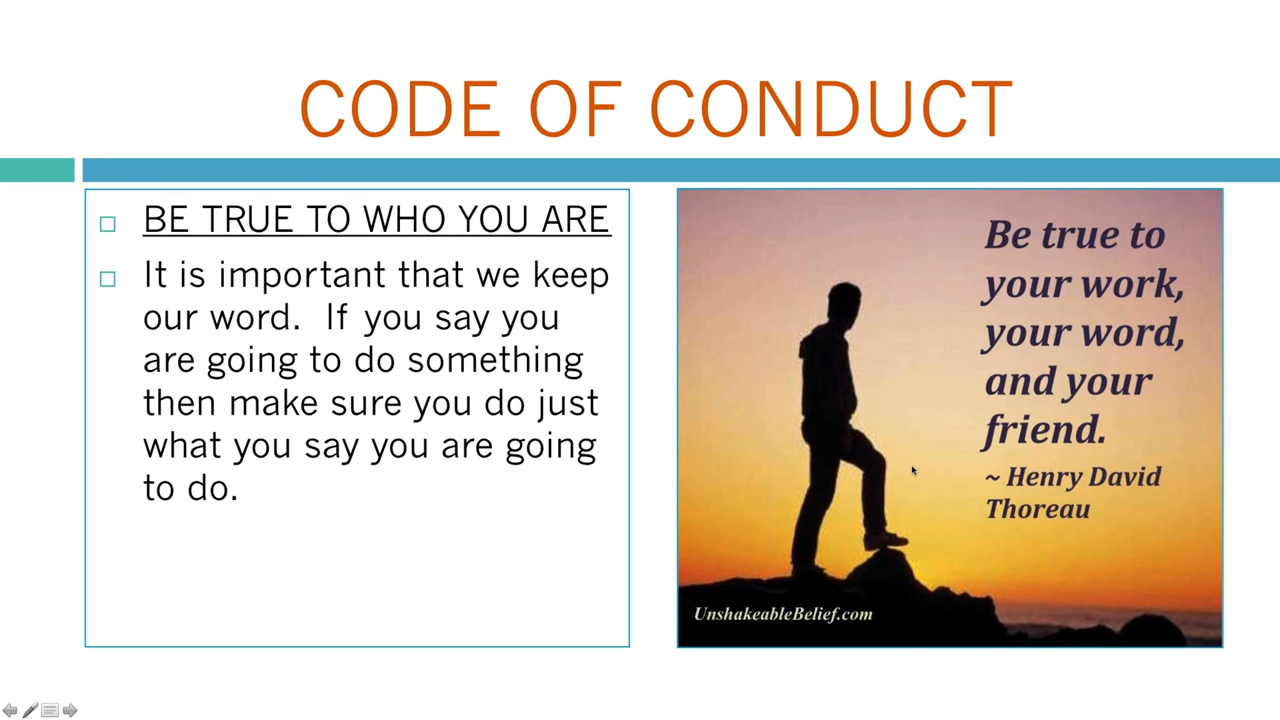 CODE OF CONDUCT
BE TRUE TO WHO YOU ARE
It is important that we keep
our word.  If you say you
are going to do something
then make sure you do just
what you say you are going
to do.
Be true to
your work,
your word,
and your
friend.
~ Henry David
Thoreau
UnshakeableBelief.com